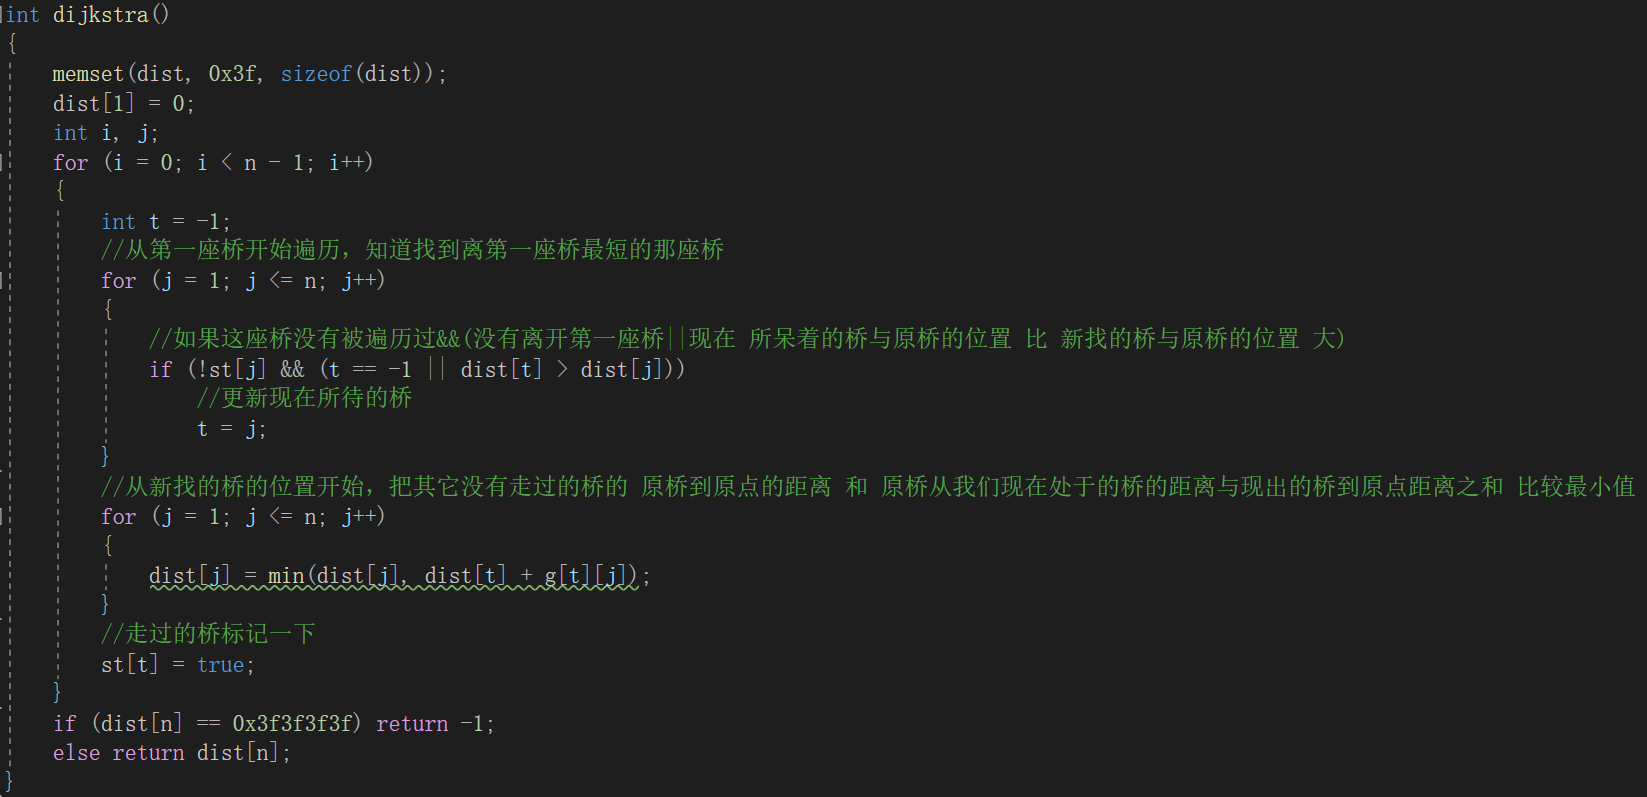 int dijkstra()
{
memset(dist, 0x3f, sizeof(dist));
dist[1] = 0;
int i, j;
for (i = 0; i < n - 1; i++)
{
int t = -1;
//从第一座桥开始遍历，知道找到离第一座桥最短的那座桥
for (j = 1; j <= n; j++)
{
//如果这座桥没有被遍历过&&(没有离开第一座桥||现在 所呆着的桥与原桥的位置 比 新找的桥与原桥的位置 大)
if (!st[j] && (t == -1 || dist[t] > dist[j]))
//更新现在所待的桥
t = j;
}
//从新找的桥的位置开始，把其它没有走过的桥的 原桥到原点的距离 和 原桥从我们现在处于的桥的距离与现出的桥到原点距离之和 比较最小值
for (j = 1; j <= n; j++)
{
dist[j] = min(dist[j], dist[t] + g[t][j]);
}
//走过的桥标记一下
st[t] = true;
}
if (dist[n] == 0x3f3f3f3f) return -1;
else return dist[n];
}